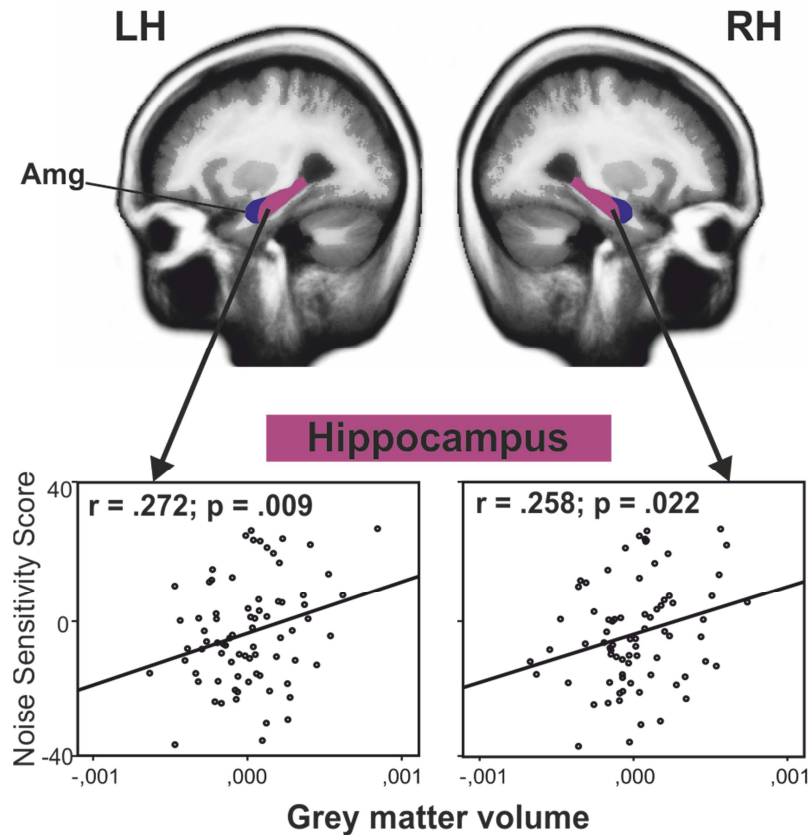 LH
RH
Amg
Hippocampus
r = .272; p = .009
r = .258; p = .022
Noise Sensitivity Score
40
0
-40
-,001
,000
,001
-,001
,000
,001
Grey matter volume